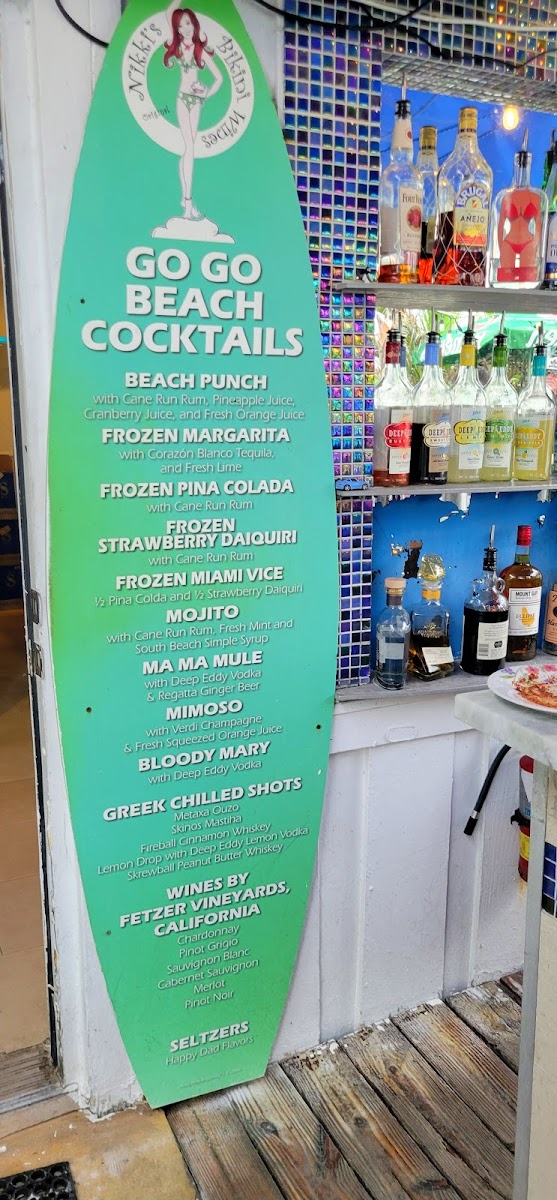 Nikki's
Original
Bikini Wines
GO GO
BEACH
COCKTAILS
BEACH PUNCH
with Cane Run Rum, Pineapple Juice,
Cranberry Juice, and Fresh Orange Juice
FROZEN MARGARITA
with Corazón Blanco Tequila,
and Fresh Lime
FROZEN PINA COLADA
with Cane Run Rum
FROZEN
STRAWBERRY DAIQUIRI
with Cane Run Rum
FROZEN MIAMI VICE
½ Pina Colda and ½ Strawberry Daiquiri
MOJITO
with Cane Run Rum, Fresh Mint and
South Beach Simple Syrup
MA MA MULE
with Deep Eddy Vodka
& Regatta Ginger Beer
MIMOSO
with Verdi Champagne
& Fresh Squeezed Orange Juice
BLOODY MARY
with Deep Eddy Vodka
GREEK CHILLED SHOTS
Metaxa Ouzo
Skinos Mastiha
Fireball Cinnamon Whiskey
Lemon Drop with Deep Eddy Lemon Vodka
Skrewball Peanut Butter Whiskey
WINES BY
FETZER VINEYARDS,
CALIFORNIA
Chardonnay
Pinot Grigio
Sauvignon Blanc
Cabernet Sauvignon
Merlot
Pinot Noir
SELTZERS
Happy Dad Flavors
BRUGAL
AÑEJO
DEEP EDDY
DEEP EDDY
MOUNT GAY